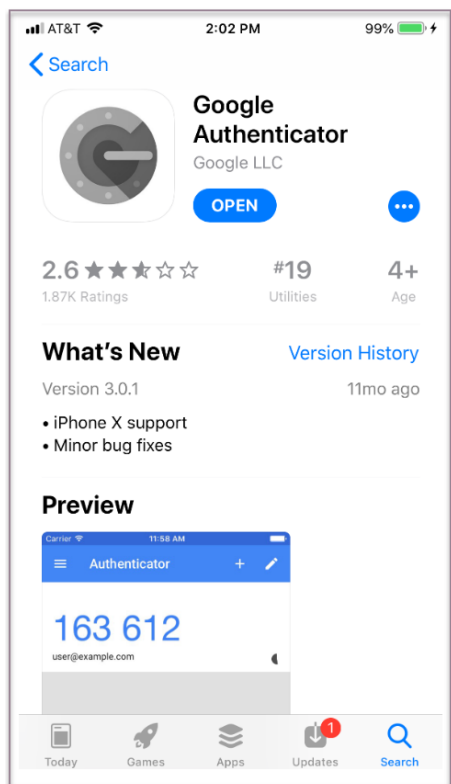 AT&T 2:02 PM 99%
Search
Google
Authenticator
Google LLC
OPEN
2.6 #19 4+
1.87K Ratings Utilities Age
What's New Version History
Version 3.0.1 11mo ago
• iPhone X support
• Minor bug fixes
Preview
Carrier 11:58 AM
Authenticator
163 612
user@example.com
1
Today Games Apps Updates Search